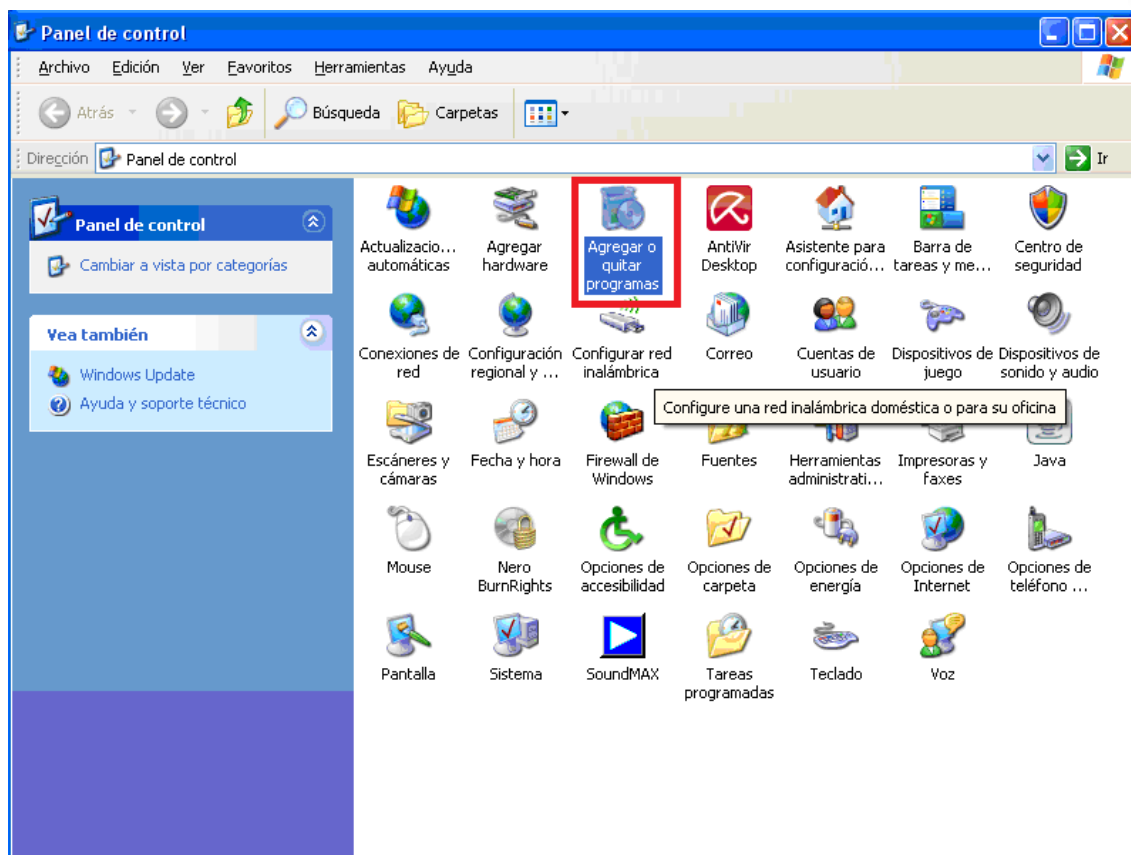 Panel de control
Archivo Edición Ver Favoritos Herramientas Ayuda
Atrás Búsqueda Carpetas
Dirección Panel de control Ir
Panel de control
Cambiar a vista por categorías
Vea también
Windows Update
Ayuda y soporte técnico
Actualizacio...
automáticas
Agregar
hardware
Agregar o
quitar
programas
AntiVir
Desktop
Asistente para
configuració...
Barra de
tareas y me...
Centro de
seguridad
Conexiones de
red
Configuración
regional y ...
Configurar red
inalámbrica
Correo
Cuentas de
usuario
Dispositivos de
juego
Dispositivos de
sonido y audio
Configure una red inalámbrica doméstica o para su oficina
Escáneres y
cámaras
Fecha y hora
Firewall de
Windows
Fuentes
Herramientas
administrati...
Impresoras y
faxes
Java
Mouse
Nero
BurnRights
Opciones de
accesibilidad
Opciones de
carpeta
Opciones de
energía
Opciones de
Internet
Opciones de
teléfono ...
Pantalla
Sistema
SoundMAX
Tareas
programadas
Teclado
Voz